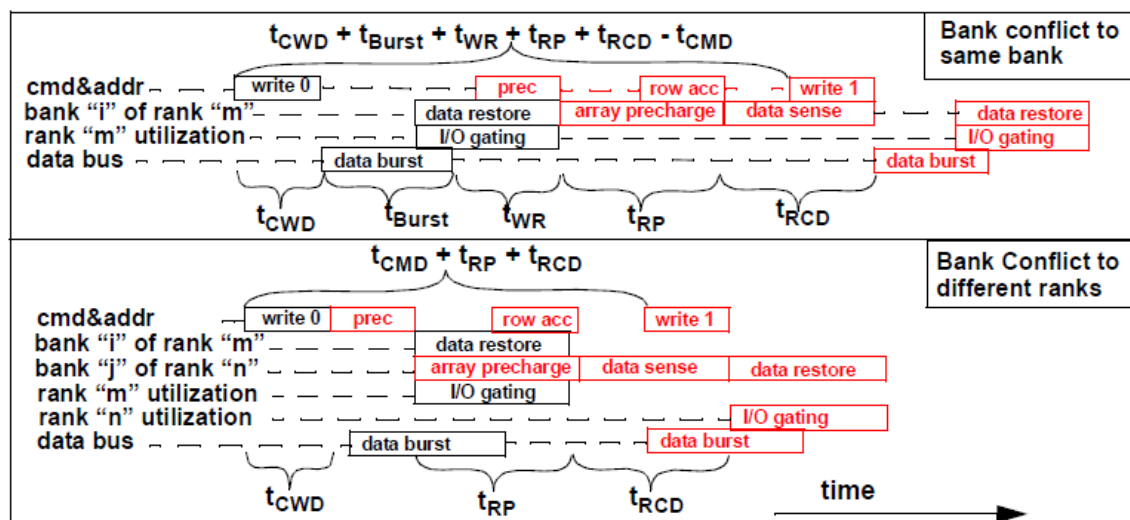 tCWD + tBurst + tWR + tRP + tRCD - tCMD
Bank conflict to
same bank
cmd&addr write 0 prec row acc write 1
bank “i” of rank “m” data restore array precharge data sense data restore
rank “m” utilization I/O gating I/O gating
data bus data burst data burst
tCWD tBurst tWR tRP tRCD
tCMD + tRP + tRCD
Bank Conflict to
different ranks
cmd&addr write 0 prec row acc write 1
bank “i” of rank “m” data restore
bank “j” of rank “n” array precharge data sense data restore
rank “m” utilization I/O gating
rank “n” utilization I/O gating
data bus data burst data burst
tCWD tRP tRCD time